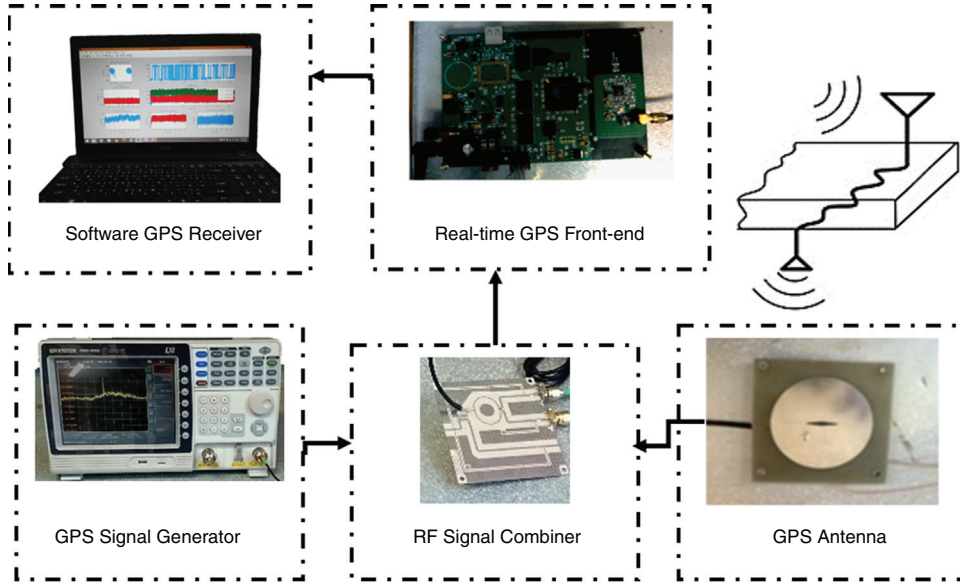 Software GPS Receiver
Real-time GPS Front-end
GPS Signal Generator
RF Signal Combiner
GPS Antenna